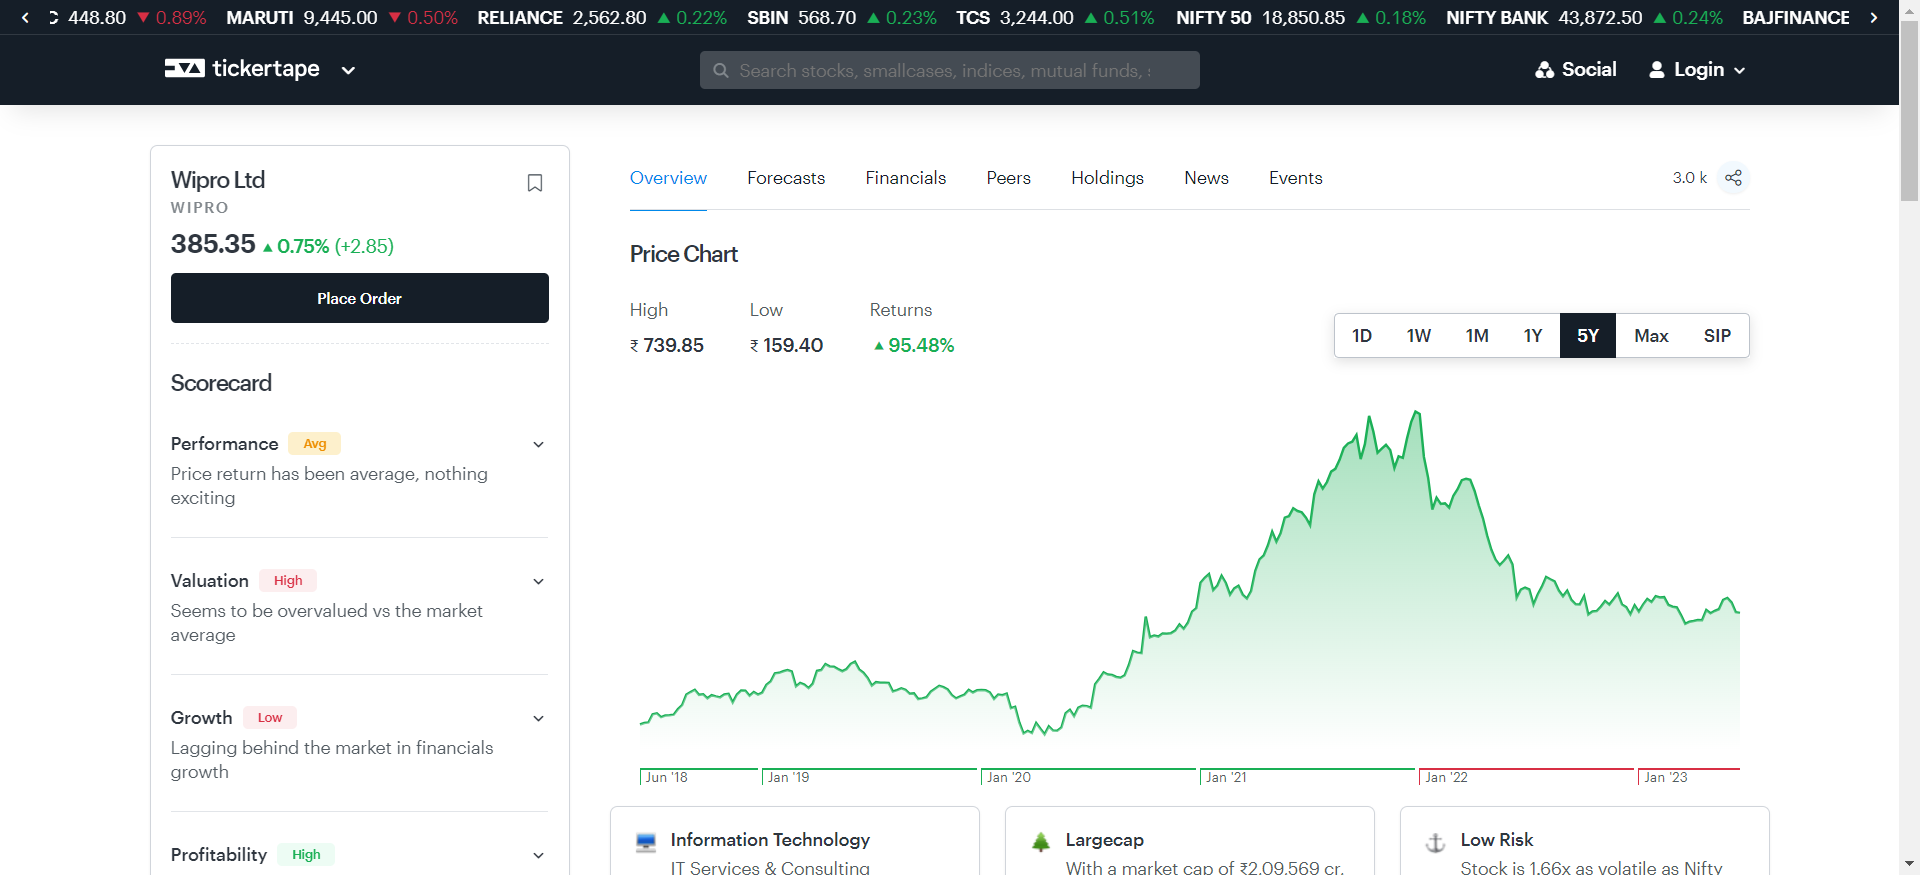 448.80 ▼ 0.89% MARUTI 9,445.00 ▼ 0.50% RELIANCE 2,562.80 ▲ 0.22% SBIN 568.70 ▲ 0.23% TCS 3,244.00 ▲ 0.51% NIFTY 50 18,850.85 ▲ 0.18% NIFTY BANK 43,872.50 ▲ 0.24% BAJFINANCE
tickertape
Search stocks, smallcases, indices, mutual funds,
Social
Login
Wipro Ltd
WIPRO
385.35 ▲ 0.75% (+2.85)
Place Order
Scorecard
Performance Avg
Price return has been average, nothing
exciting
Valuation High
Seems to be overvalued vs the market
average
Growth Low
Lagging behind the market in financials
growth
Profitability High
Overview Forecasts Financials Peers Holdings News Events
3.0 k
Price Chart
High Low Returns
₹ 739.85 ₹ 159.40 ▲ 95.48%
1D 1W 1M 1Y 5Y Max SIP
Jun '18 Jan '19 Jan '20 Jan '21 Jan '22 Jan '23
Information Technology
IT Services & Consulting
Largecap
With a market cap of ₹2,09,569 cr,
Low Risk
Stock is 1.66x as volatile as Nifty